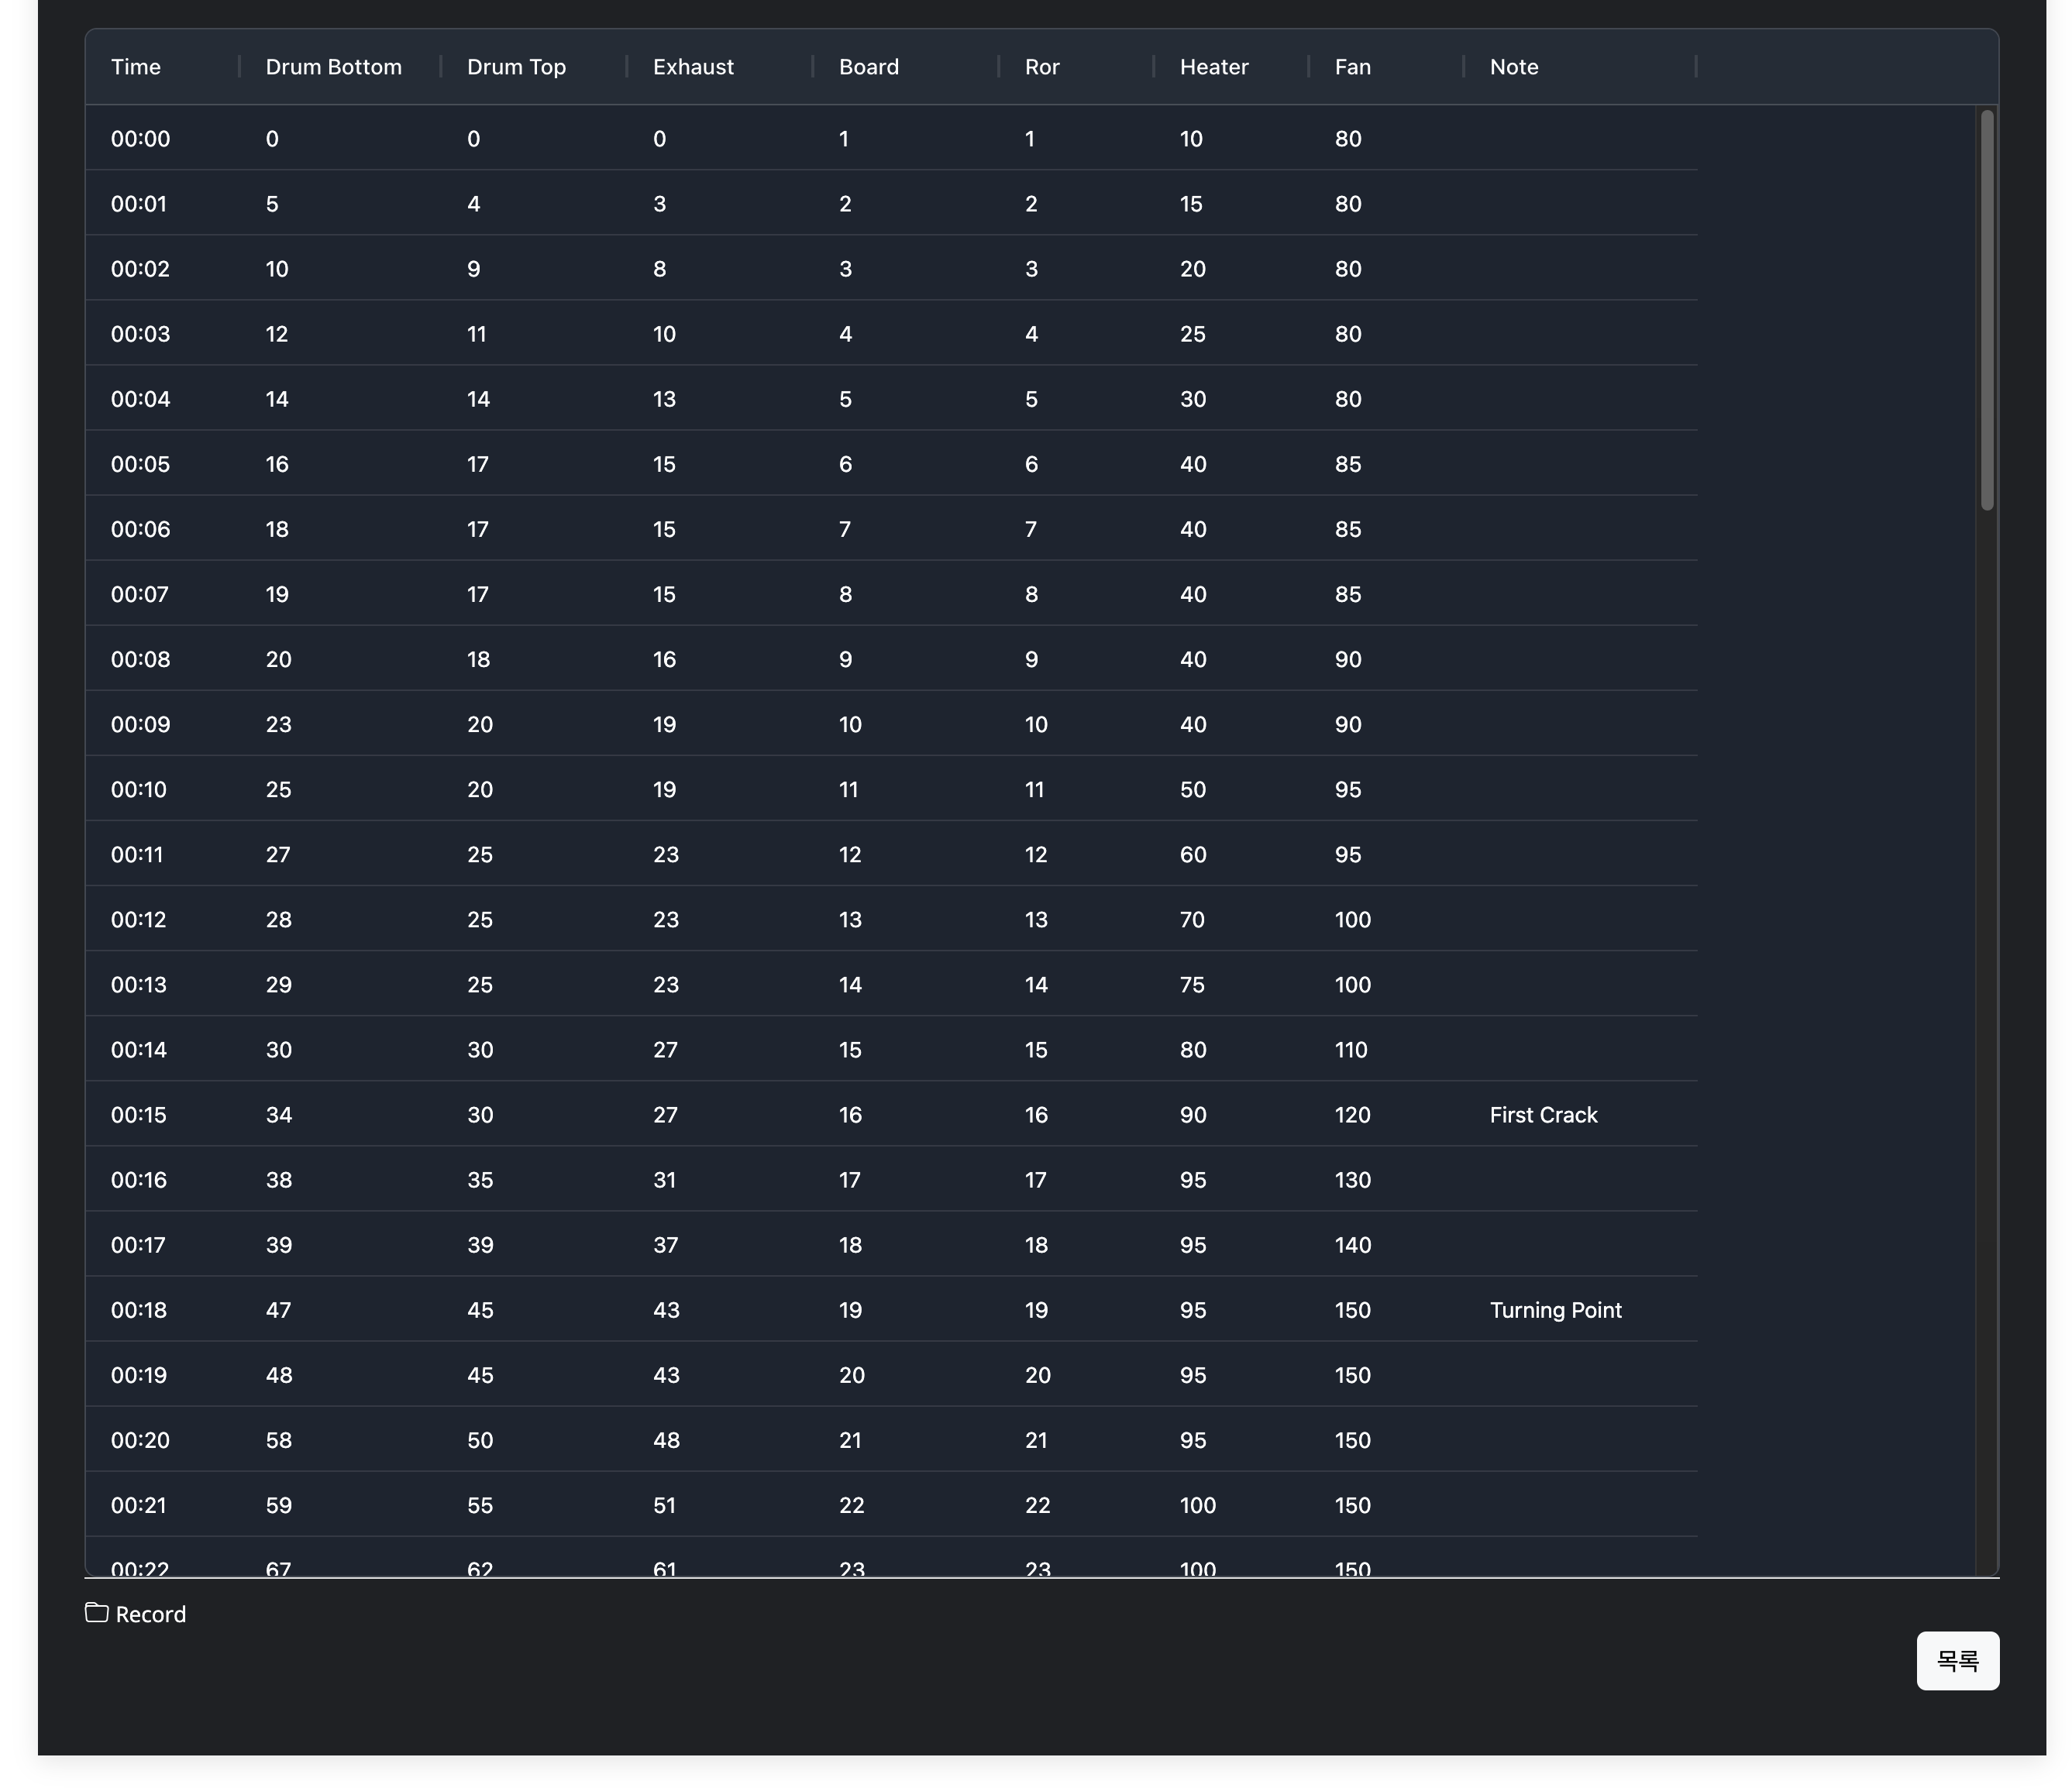 Time Drum Bottom Drum Top Exhaust Board Ror Heater Fan Note
00:00 0 0 0 1 1 10 80
00:01 5 4 3 2 2 15 80
00:02 10 9 8 3 3 20 80
00:03 12 11 10 4 4 25 80
00:04 14 14 13 5 5 30 80
00:05 16 17 15 6 6 40 85
00:06 18 17 15 7 7 40 85
00:07 19 17 15 8 8 40 85
00:08 20 18 16 9 9 40 90
00:09 23 20 19 10 10 40 90
00:10 25 20 19 11 11 50 95
00:11 27 25 23 12 12 60 95
00:12 28 25 23 13 13 70 100
00:13 29 25 23 14 14 75 100
00:14 30 30 27 15 15 80 110
00:15 34 30 27 16 16 90 120 First Crack
00:16 38 35 31 17 17 95 130
00:17 39 39 37 18 18 95 140
00:18 47 45 43 19 19 95 150 Turning Point
00:19 48 45 43 20 20 95 150
00:20 58 50 48 21 21 95 150
00:21 59 55 51 22 22 100 150
00:22 67 62 61 23 23 100 150
Record
목록